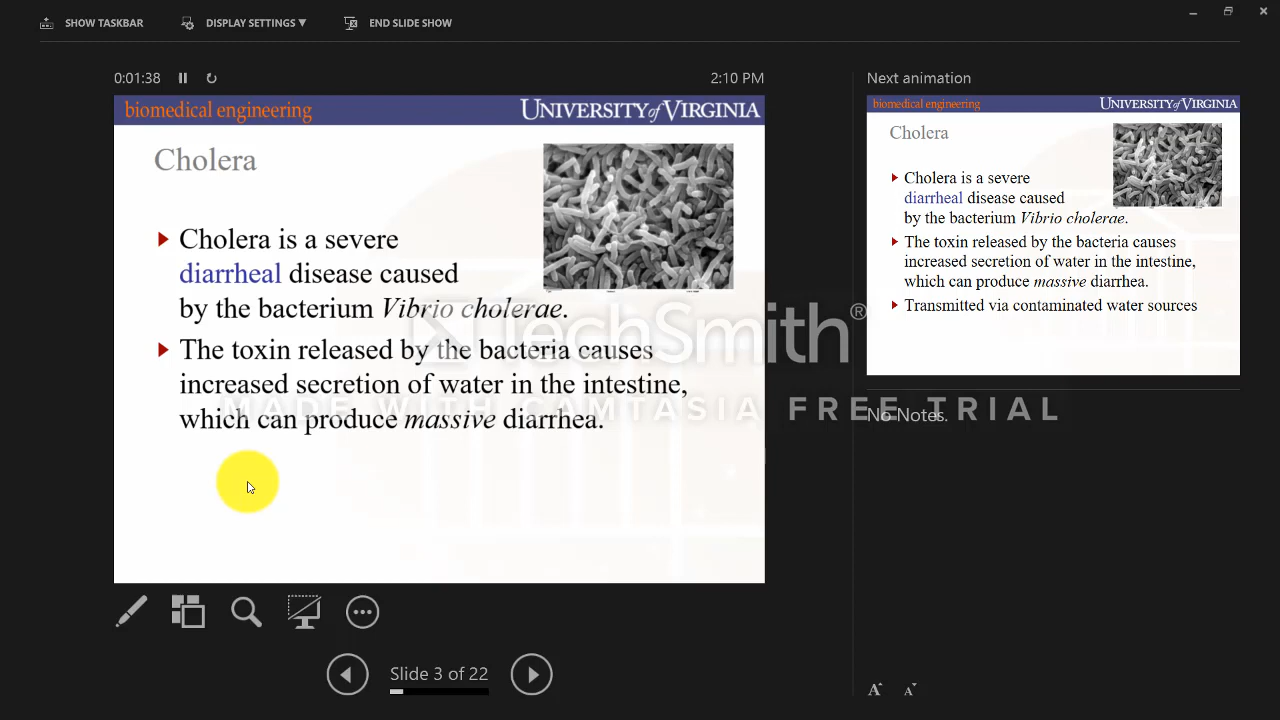 SHOW TASKBAR
DISPLAY SETTINGS ▼
END SLIDE SHOW
0:01:38
2:10 PM
biomedical engineering
UNIVERSITY of VIRGINIA
Cholera
Cholera is a severe
diarrheal disease caused
by the bacterium Vibrio cholerae.
The toxin released by the bacteria causes
increased secretion of water in the intestine,
which can produce massive diarrhea.
Slide 3 of 22
Next animation
biomedical engineering
UNIVERSITY of VIRGINIA
Cholera
Cholera is a severe
diarrheal disease caused
by the bacterium Vibrio cholerae.
The toxin released by the bacteria causes
increased secretion of water in the intestine,
which can produce massive diarrhea.
Transmitted via contaminated water sources
No Notes.
A A
TechSmith®
MADE WITH CAMTASIA FREE TRIAL